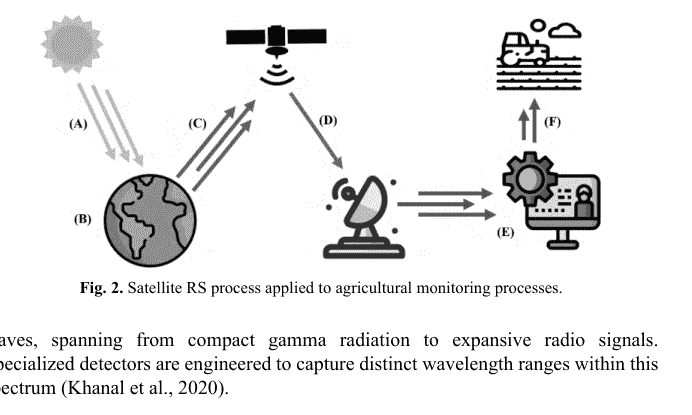 (A)
(C)
(D)
(F)
(B)
(E)
Fig. 2. Satellite RS process applied to agricultural monitoring processes.
aves, spanning from compact gamma radiation to expansive radio signals.
pecialized detectors are engineered to capture distinct wavelength ranges within this
ectrum (Khanal et al., 2020).